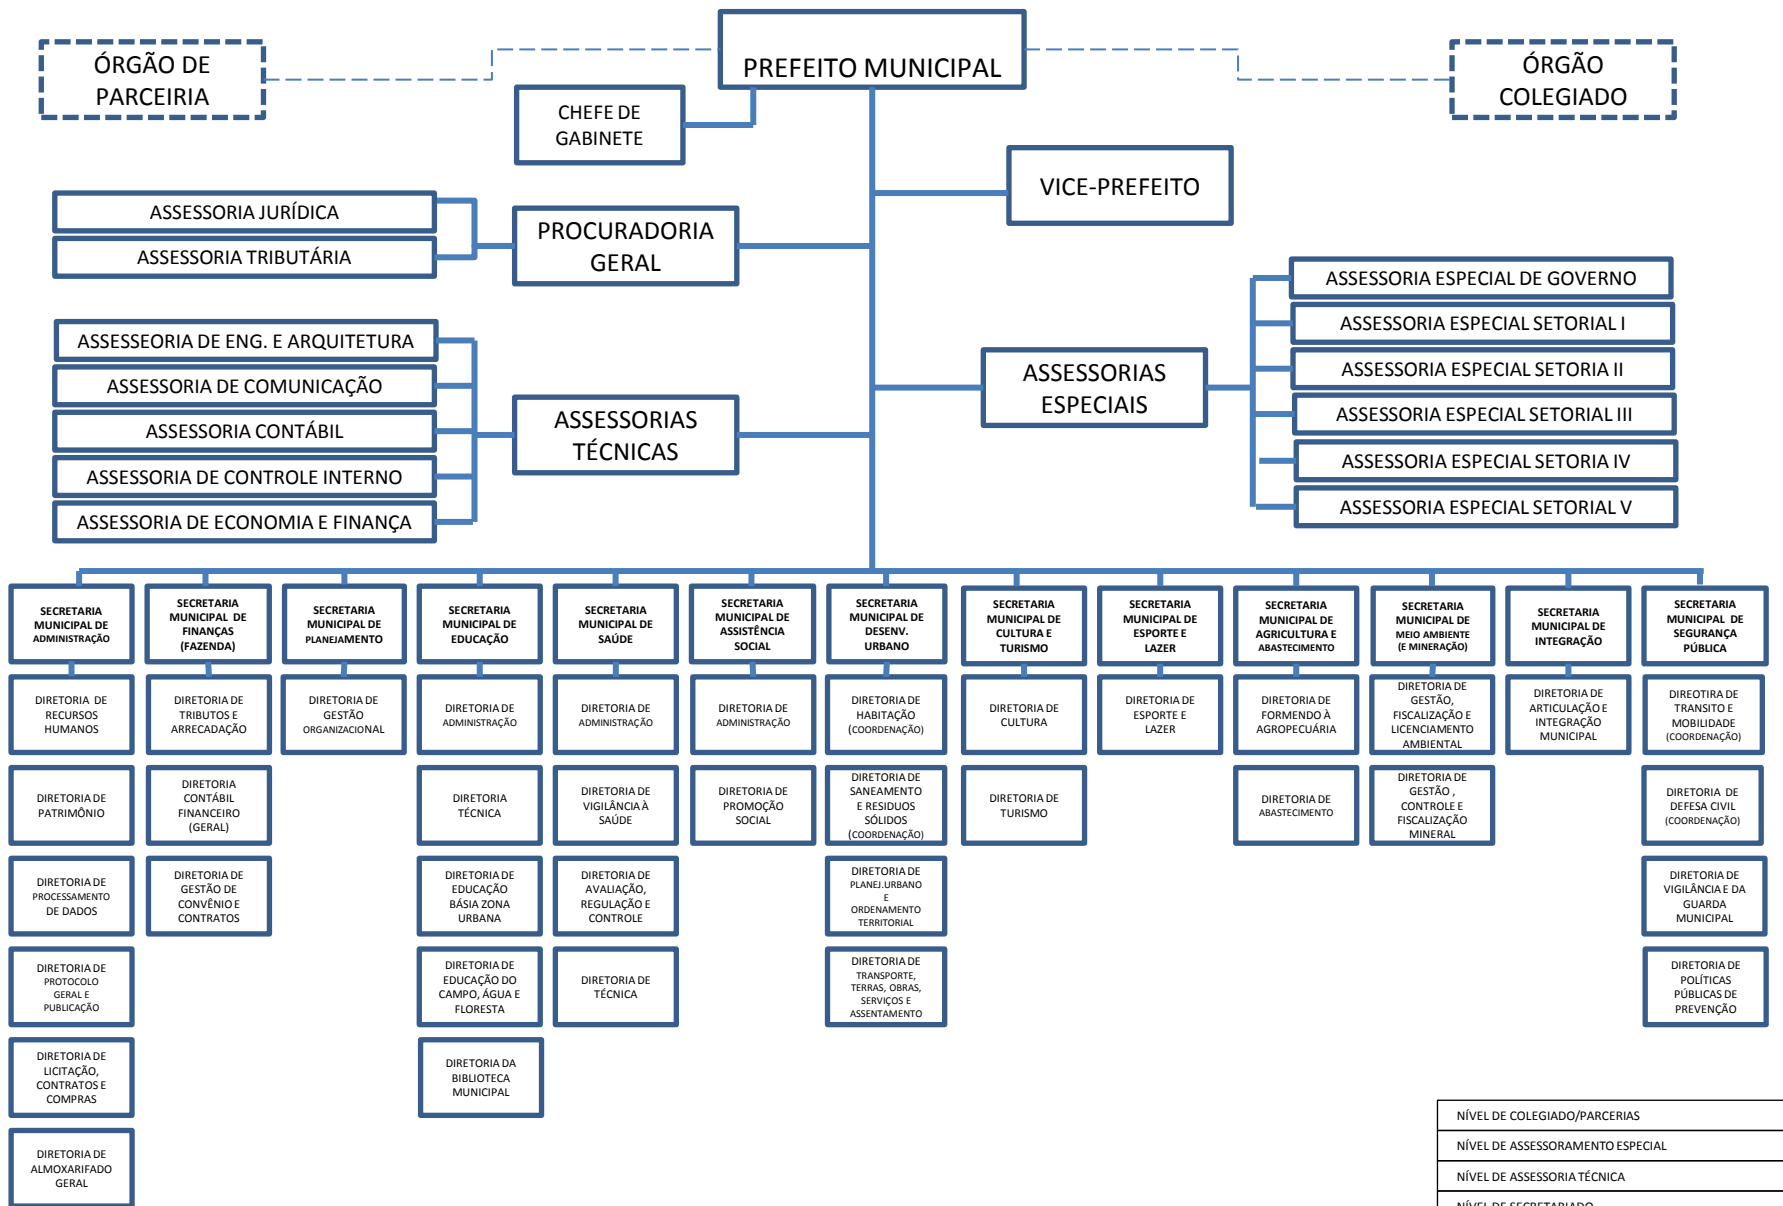 PREFEITO MUNICIPAL
ÓRGÃO DE
PARCEIRIA
ÓRGÃO
COLEGIADO
CHEFE DE
GABINETE
VICE-PREFEITO
ASSESSORIA JURÍDICA
ASSESSORIA TRIBUTÁRIA
PROCURADORIA
GERAL
ASSESSEORIA DE ENG. E ARQUITETURA
ASSESSORIA DE COMUNICAÇÃO
ASSESSORIA CONTÁBIL
ASSESSORIA DE CONTROLE INTERNO
ASSESSORIA DE ECONOMIA E FINANÇA
ASSESSORIAS
TÉCNICAS
ASSESSORIAS
ESPECIAIS
ASSESSORIA ESPECIAL DE GOVERNO
ASSESSORIA ESPECIAL SETORIAL I
ASSESSORIA ESPECIAL SETORIA II
ASSESSORIA ESPECIAL SETORIAL III
ASSESSORIA ESPECIAL SETORIA IV
ASSESSORIA ESPECIAL SETORIAL V
SECRETARIA
MUNICIPAL DE
ADMINISTRAÇÃO
DIRETORIA DE
RECURSOS
HUMANOS
DIRETORIA DE
PATRIMÔNIO
DIRETORIA DE
PROCESSAMENTO
DE DADOS
DIRETORIA DE
PROTOCOLO
GERAL E
PUBLICAÇÃO
DIRETORIA DE
LICITAÇÃO,
CONTRATOS E
COMPRAS
DIRETORIA DE
ALMOXARIFADO
GERAL
SECRETARIA
MUNICIPAL DE
FINANÇAS
(FAZENDA)
DIRETORIA DE
TRIBUTOS E
ARRECADAÇÃO
DIRETORIA
CONTÁBIL
FINANCEIRO
(GERAL)
DIRETORIA DE
GESTÃO DE
CONVÊNIO E
CONTRATOS
SECRETARIA
MUNICIPAL DE
PLANEJAMENTO
DIRETORIA DE
GESTÃO
ORGANIZACIONAL
SECRETARIA
MUNICIPAL DE
EDUCAÇÃO
DIRETORIA DE
ADMINISTRAÇÃO
DIRETORIA
TÉCNICA
DIRETORIA DE
EDUCAÇÃO
BÁSIA ZONA
URBANA
DIRETORIA DE
EDUCAÇÃO DO
CAMPO, ÁGUA E
FLORESTA
DIRETORIA DA
BIBLIOTECA
MUNICIPAL
SECRETARIA
MUNICIPAL DE
SAÚDE
DIRETORIA DE
ADMINISTRAÇÃO
DIRETORIA DE
VIGILÂNCIA À
SAÚDE
DIRETORIA DE
AVALIAÇÃO,
REGULAÇÃO E
CONTROLE
DIRETORIA DE
TÉCNICA
SECRETARIA
MUNICIPAL DE
ASSISTÊNCIA
SOCIAL
DIRETORIA DE
ADMINISTRAÇÃO
DIRETORIA DE
PROMOÇÃO
SOCIAL
SECRETARIA
MUNICIPAL DE
DESENV.
URBANO
DIRETORIA DE
HABITAÇÃO
(COORDENAÇÃO)
DIRETORIA DE
SANEAMENTO
E RESIDUOS
SÓLIDOS
(COORDENAÇÃO)
DIRETORIA DE
PLANEJ.URBANO
E
ORDENAMENTO
TERRITORIAL
DIRETORIA DE
TRANSPORTE,
TERRAS, OBRAS,
SERVIÇOS E
ASSENTAMENTO
SECRETARIA
MUNICIPAL DE
CULTURA E
TURISMO
DIRETORIA DE
CULTURA
DIRETORIA DE
TURISMO
SECRETARIA
MUNICIPAL DE
ESPORTE E
LAZER
DIRETORIA DE
ESPORTE E
LAZER
SECRETARIA
MUNICIPAL DE
AGRICULTURA E
ABASTECIMENTO
DIRETORIA DE
FORMENDO À
AGROPECUÁRIA
DIRETORIA DE
ABASTECIMENTO
SECRETARIA
MUNICIPAL DE
MEIO AMBIENTE
(E MINERAÇÃO)
DIRETORIA DE
GESTÃO,
FISCALIZAÇÃO E
LICENCIAMENTO
AMBIENTAL
DIRETORIA DE
GESTÃO ,
CONTROLE E
FISCALIZAÇÃO
MINERAL
SECRETARIA
MUNICIPAL DE
INTEGRAÇÃO
DIRETORIA DE
ARTICULAÇÃO E
INTEGRAÇÃO
MUNICIPAL
SECRETARIA
MUNICIPAL DE
SEGURANÇA
PÚBLICA
DIREOTIRA DE
TRANSITO E
MOBILIDADE
(COORDENAÇÃO)
DIRETORIA DE
DEFESA CIVIL
(COORDENAÇÃO)
DIRETORIA DE
VIGILÂNCIA E DA
GUARDA
MUNICIPAL
DIRETORIA DE
POLÍTICAS
PÚBLICAS DE
PREVENÇÃO
NÍVEL DE COLEGIADO/PARCERIAS
NÍVEL DE ASSESSORAMENTO ESPECIAL
NÍVEL DE ASSESSORIA TÉCNICA
NÍVEL DE SECRETARIADO